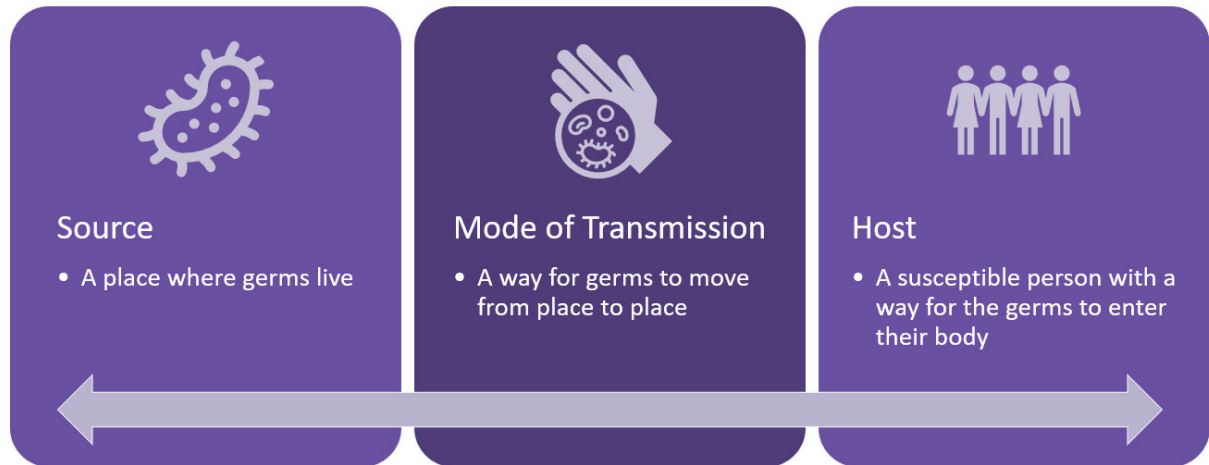 Source
• A place where germs live
Mode of Transmission
• A way for germs to move
from place to place
Host
• A susceptible person with a
way for the germs to enter
their body